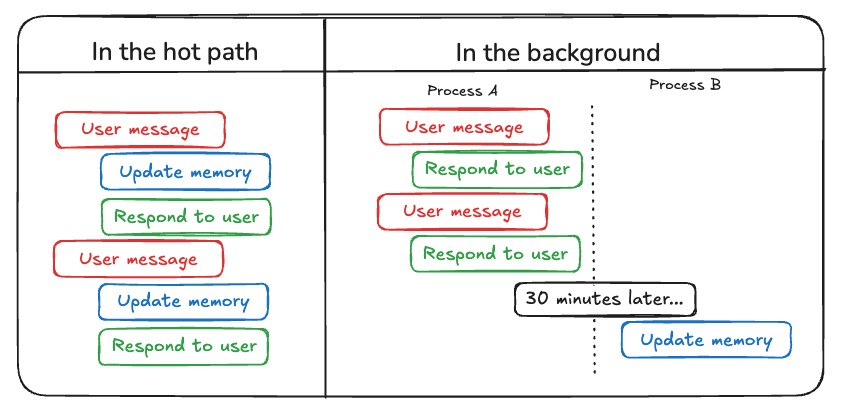 In the hot path
User message
Update memory
Respond to user
User message
Update memory
Respond to user
In the background
Process A
Process B
User message
Respond to user
User message
Respond to user
30 minutes later...
Update memory